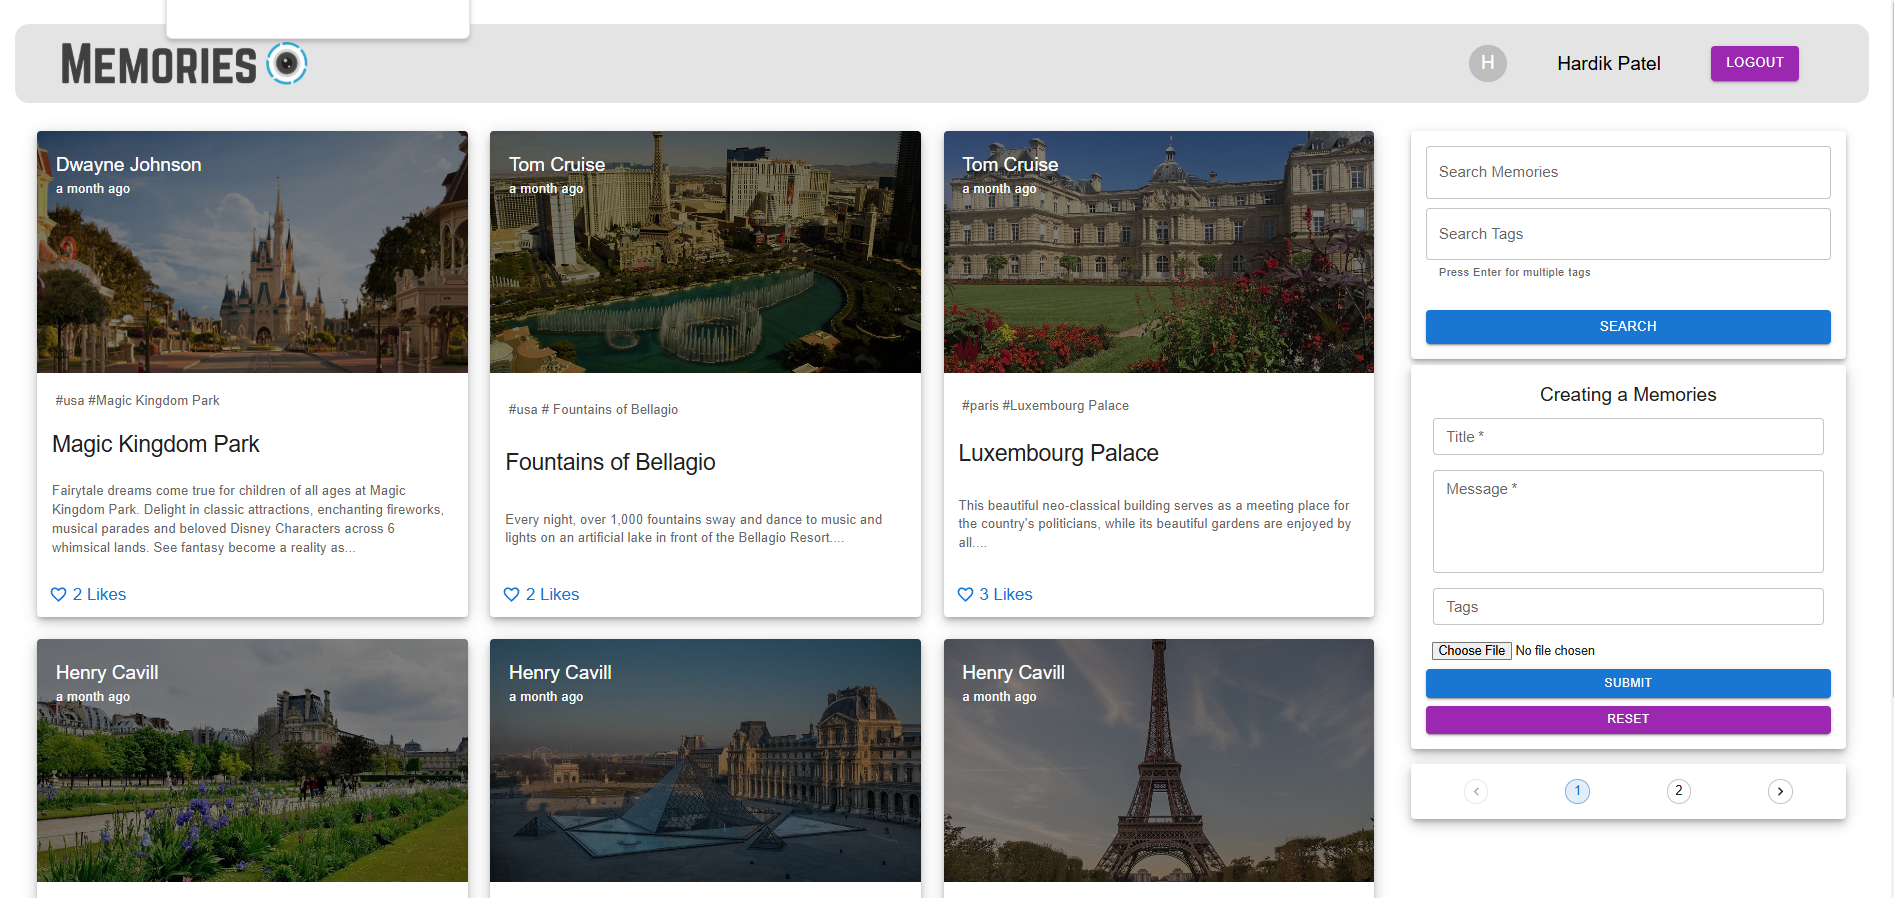 MEMORIES
H
Hardik Patel
LOGOUT
Dwayne Johnson
a month ago
#usa #Magic Kingdom Park
Magic Kingdom Park
Fairytale dreams come true for children of all ages at Magic
Kingdom Park. Delight in classic attractions, enchanting fireworks,
musical parades and beloved Disney Characters across 6
whimsical lands. See fantasy become a reality as...
2 Likes
Tom Cruise
a month ago
#usa # Fountains of Bellagio
Fountains of Bellagio
Every night, over 1,000 fountains sway and dance to music and
lights on an artificial lake in front of the Bellagio Resort....
2 Likes
Tom Cruise
a month ago
#paris #Luxembourg Palace
Luxembourg Palace
This beautiful neo-classical building serves as a meeting place for
the country's politicians, while its beautiful gardens are enjoyed by
all....
3 Likes
Henry Cavill
a month ago
Henry Cavill
a month ago
Henry Cavill
a month ago
Search Memories
Search Tags
Press Enter for multiple tags
SEARCH
Creating a Memories
Title *
Message *
Tags
Choose File No file chosen
SUBMIT
RESET
1
2